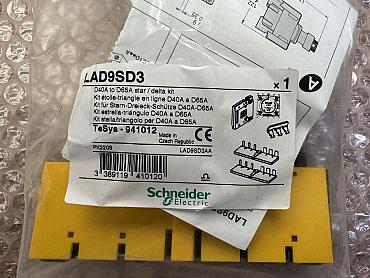 LAD9SD3
D40A to D65A star / delta kit
x 1
Kit étoile-triangle en ligne D40A à D65A
Kit für Stern-Dreieck-Schütze D40A-D65A
Kit estrella-triángulo D40A a D65A
Kit stella/triangolo per D40A a D65A
TeSys - 941012
Made in
Czech Republic
CE
LAD9SD3AA
3 389119 410120
Schneider
Electric
A
LAD9S